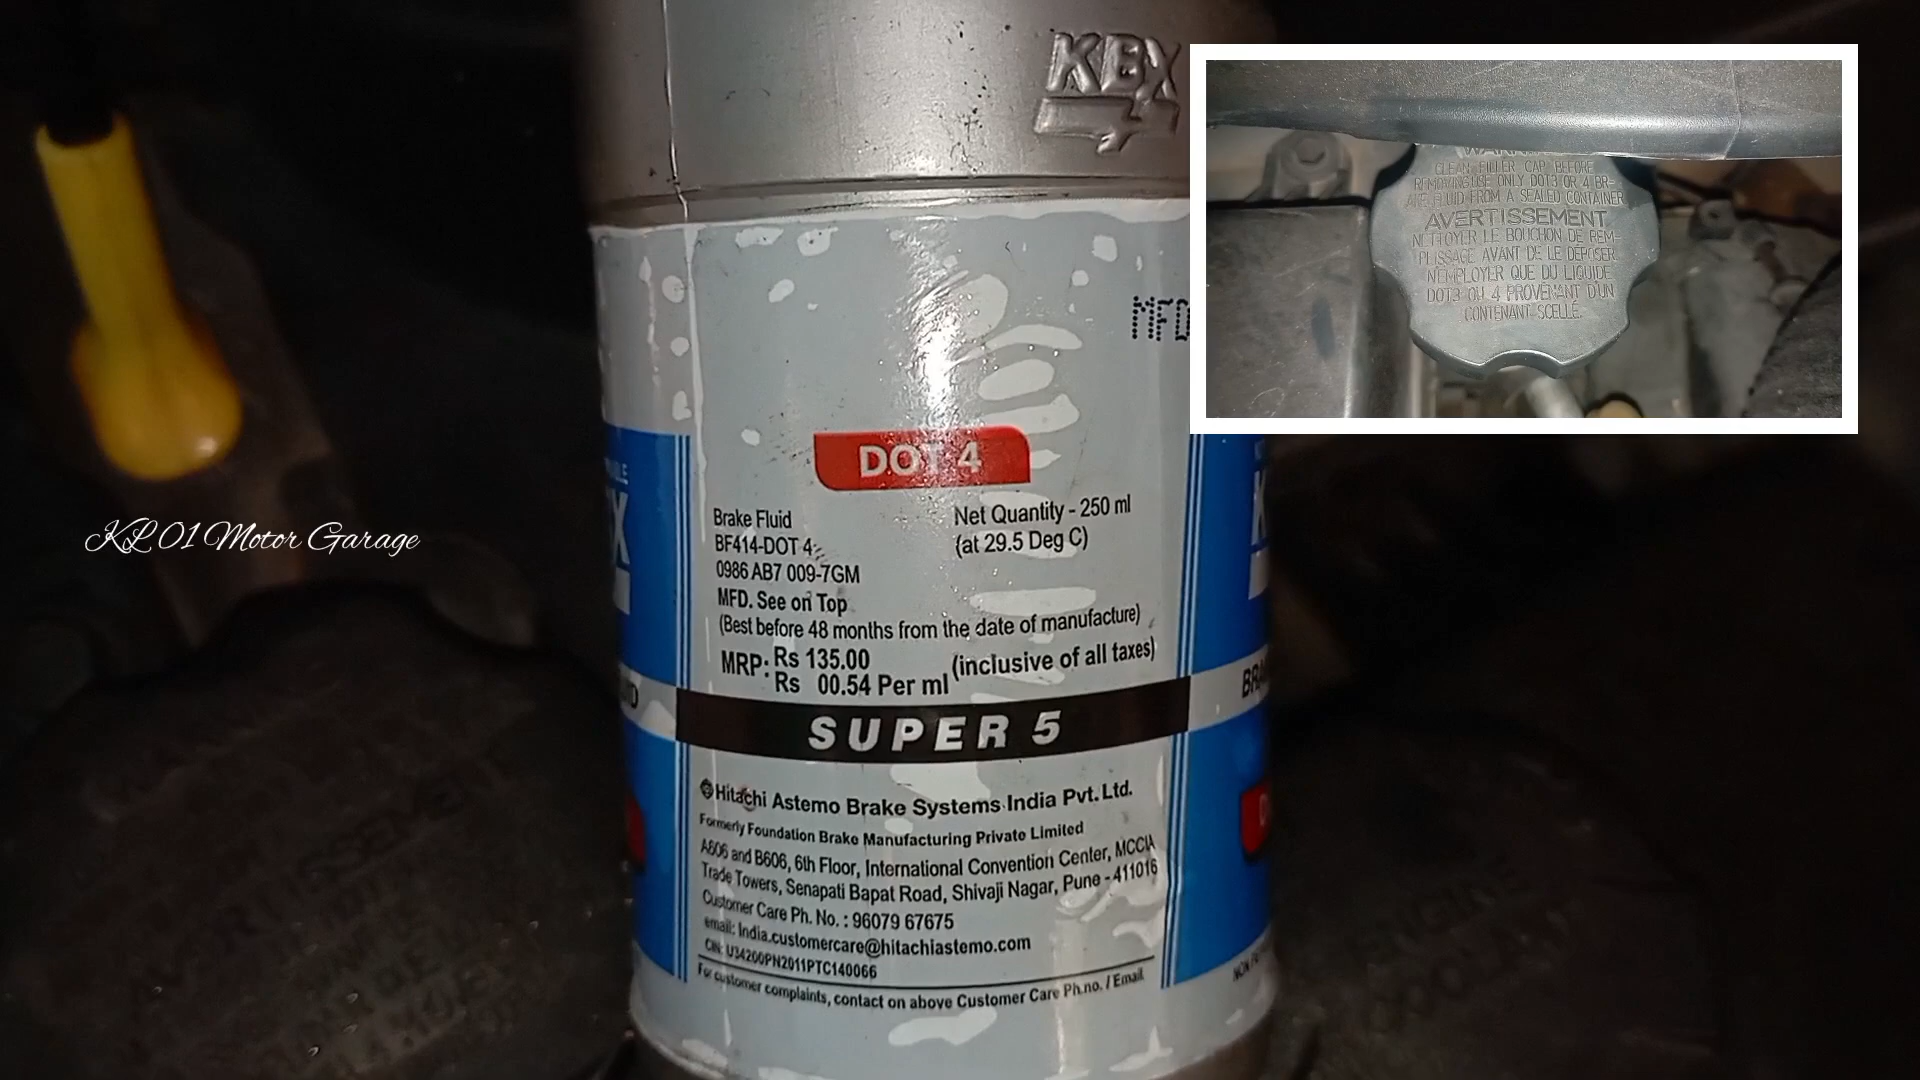 KBX
MFD
DOT 4
Brake Fluid
BF414-DOT 4
0986 AB7 009-7GM
MFD. See on Top
(Best before 48 months from the date of manufacture)
MRP: Rs 135.00
Rs 00.54 Per ml
(inclusive of all taxes)
Net Quantity - 250 ml
(at 29.5 Deg C)
SUPER 5
Hitachi Astemo Brake Systems India Pvt. Ltd.
Formerly Foundation Brake Manufacturing Private Limited
A606 and B606, 6th Floor, International Convention Center, MCCIA
Trade Towers, Senapati Bapat Road, Shivaji Nagar, Pune - 411016
Customer Care Ph. No. : 96079 67675
email: India.customercare@hitachiastemo.com
CIN: U34200PN2011PTC140066
For customer complaints, contact on above Customer Care Ph.no. / Email
CLEAN FILLER CAP BEFORE
REMOVING.USE ONLY DOT3 OR 4 BR-
AKE FLUID FROM A SEALED CONTAINER
AVERTISSEMENT
NETTOYER LE BOUCHON DE REM-
PLISSAGE AVANT DE LE DÉPOSER.
N'EMPLOYER QUE DU LIQUIDE
DOT3 OU 4 PROVENANT D'UN
CONTENANT SCELLÉ.
KL 01 Motor Garage